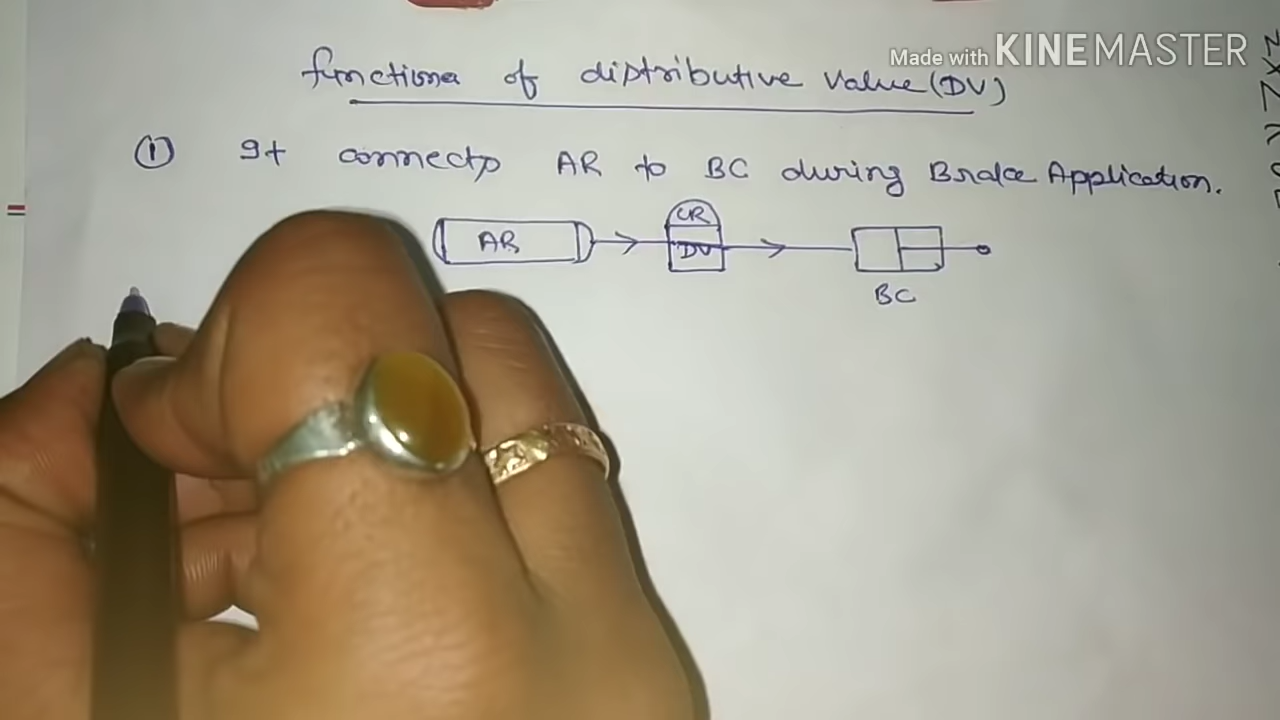 Made with KINEMASTER
functions of distributive Valve (DV)
① It connects AR to BC during Brake Application.
AR
CR
DV
BC